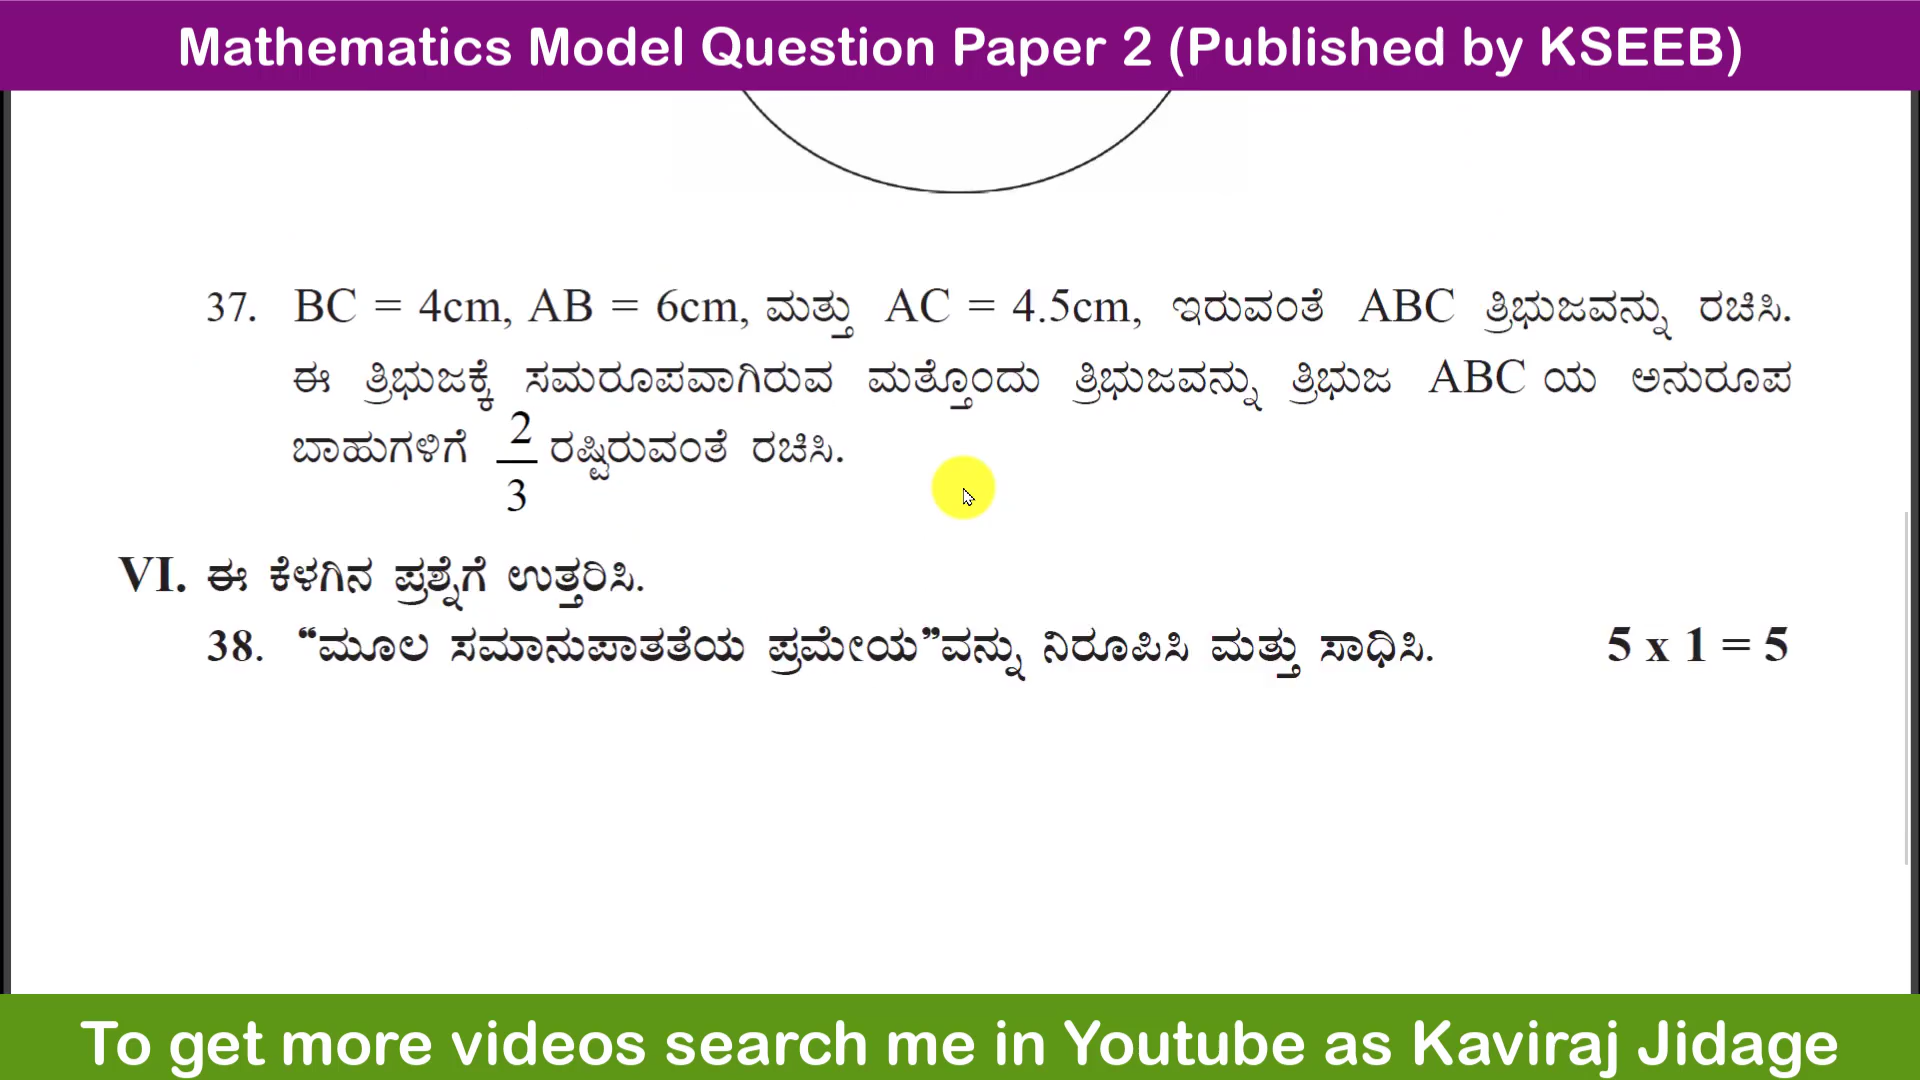 Mathematics Model Question Paper 2 (Published by KSEEB)
37. BC = 4cm, AB = 6cm, ಮತ್ತು AC = 4.5cm, ಇರುವಂತೆ ABC ತ್ರಿಭುಜವನ್ನು ರಚಿಸಿ.
ಈ ತ್ರಿಭುಜಕ್ಕೆ ಸಮರೂಪವಾಗಿರುವ ಮತ್ತೊಂದು ತ್ರಿಭುಜವನ್ನು ತ್ರಿಭುಜ ABC ಯ ಅನುರೂಪ
ಬಾಹುಗಳಿಗೆ 2/3 ರಷ್ಟಿರುವಂತೆ ರಚಿಸಿ.
VI. ಈ ಕೆಳಗಿನ ಪ್ರಶ್ನೆಗೆ ಉತ್ತರಿಸಿ.
38. “ಮೂಲ ಸಮಾನುಪಾತತೆಯ ಪ್ರಮೇಯ”ವನ್ನು ನಿರೂಪಿಸಿ ಮತ್ತು ಸಾಧಿಸಿ. 5 x 1 = 5
To get more videos search me in Youtube as Kaviraj Jidage